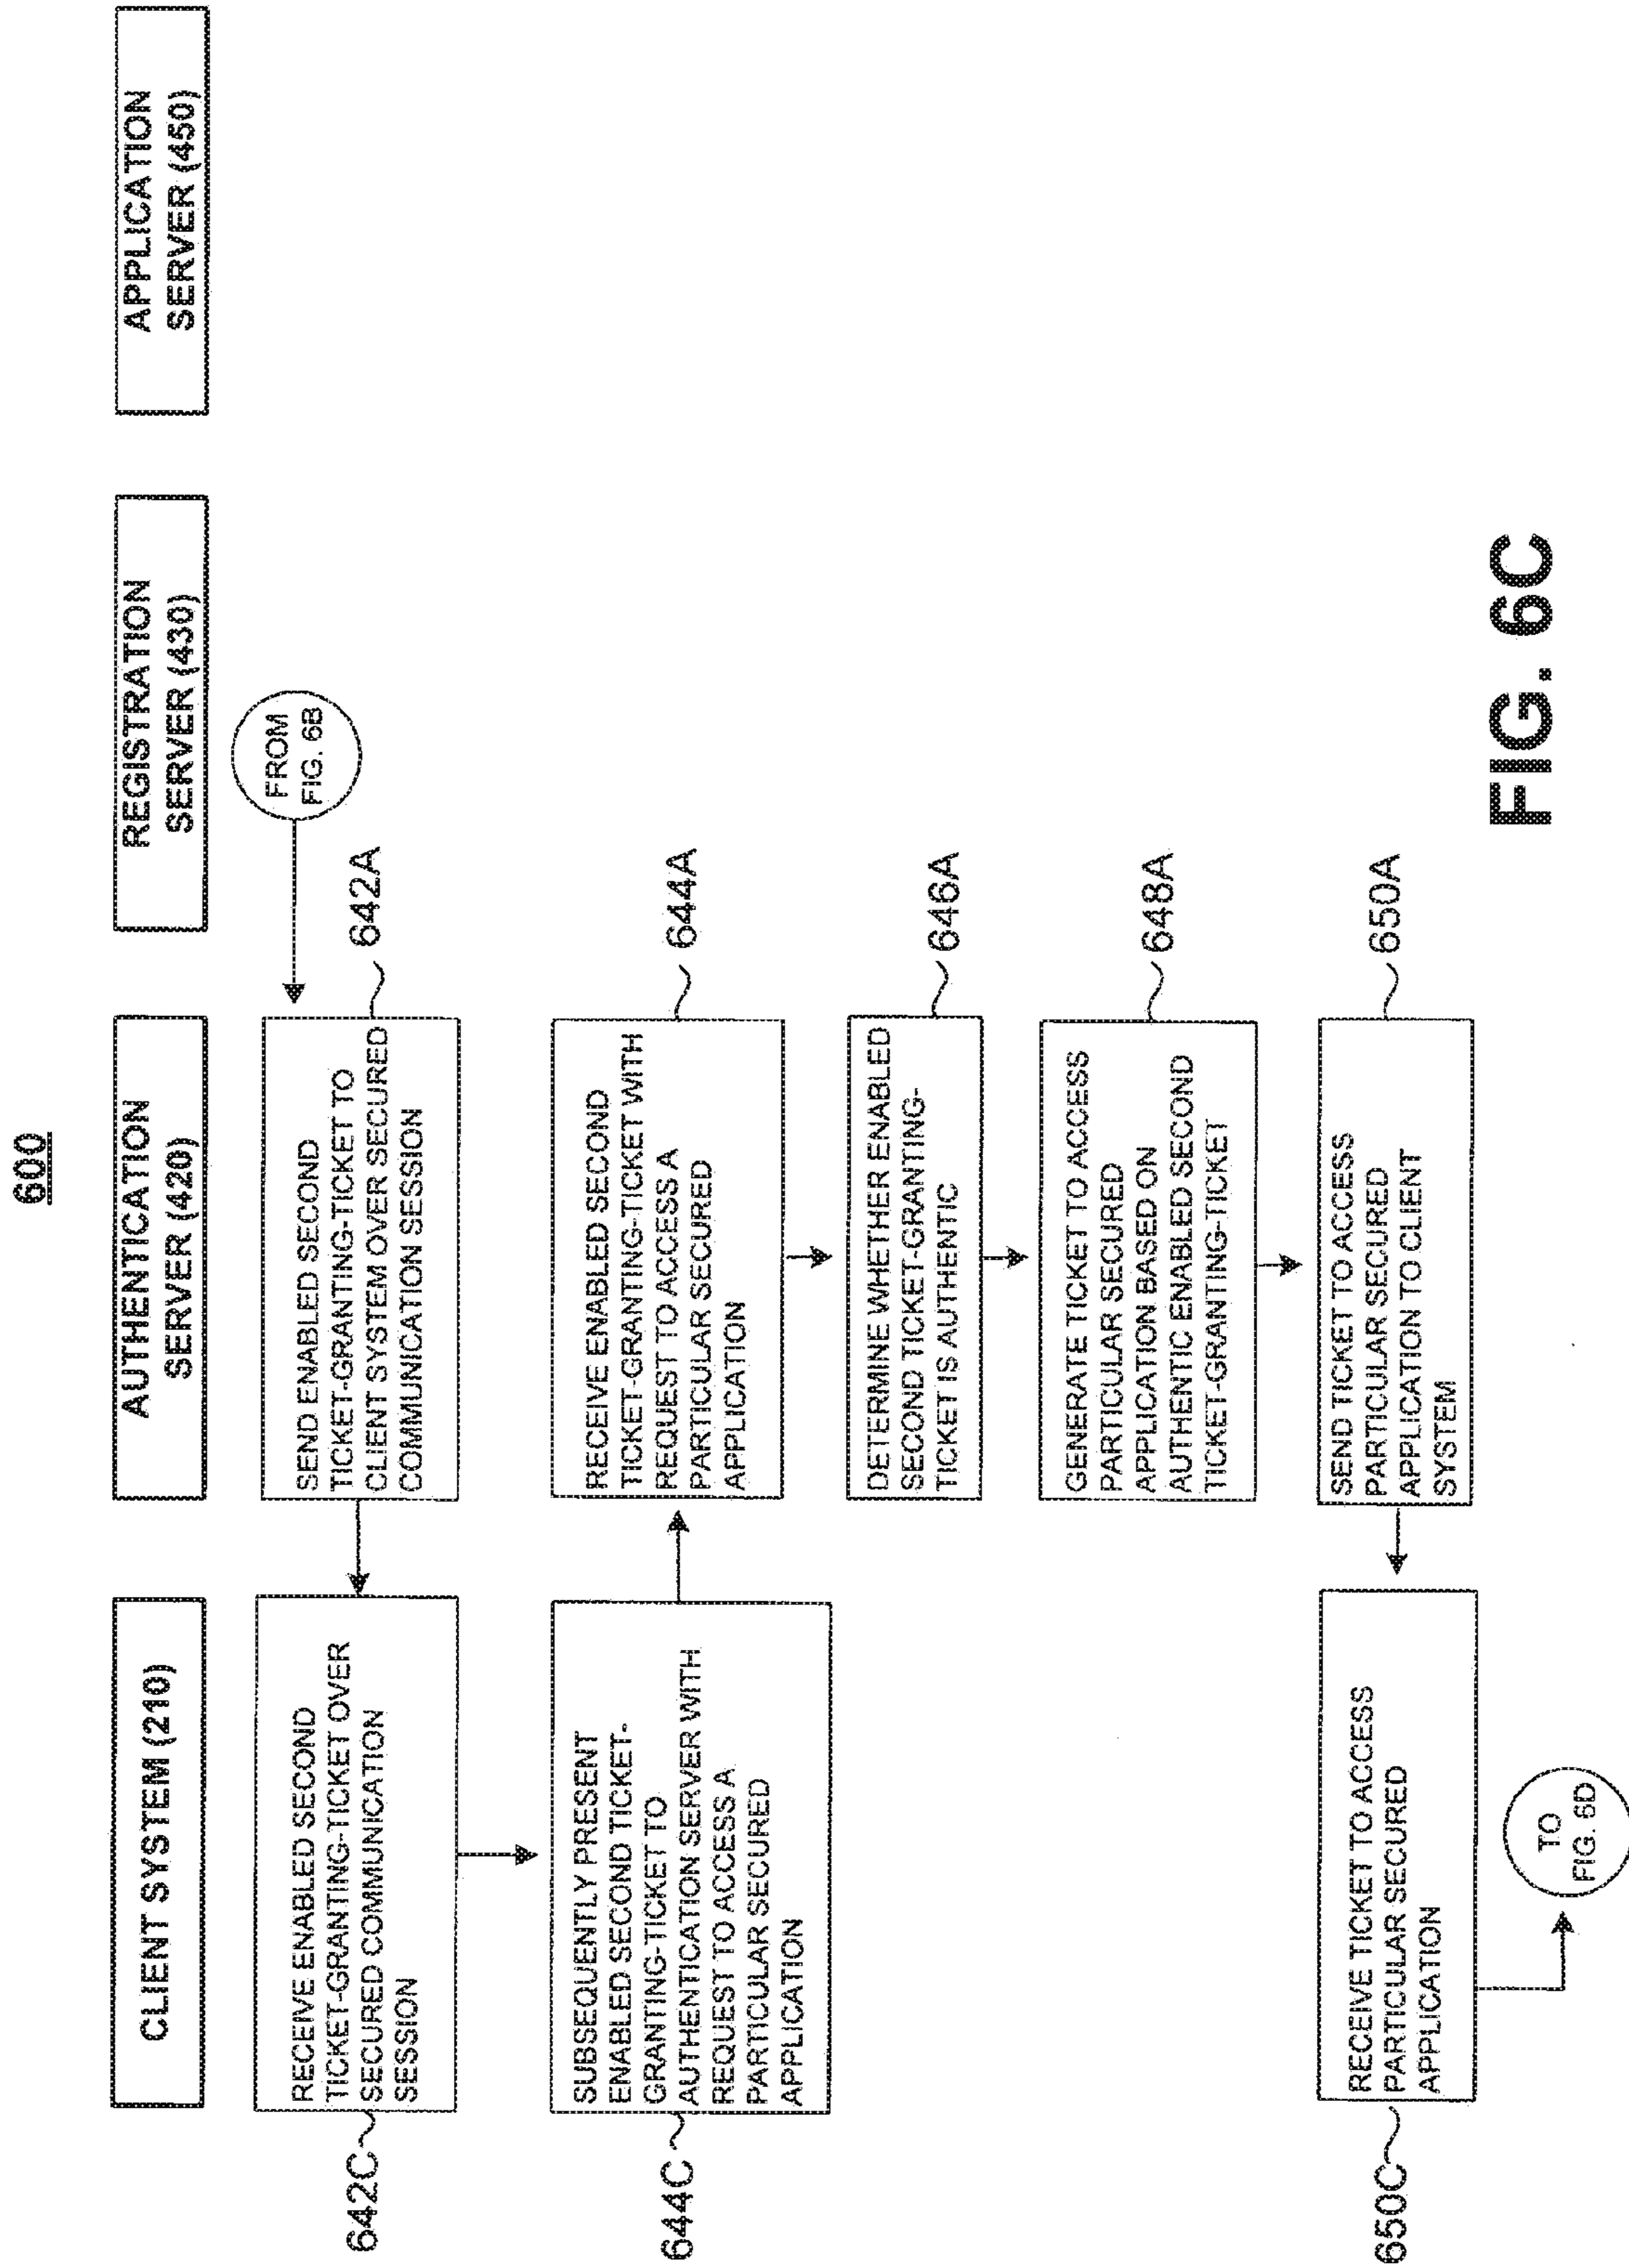 600
CLIENT SYSTEM (210)
AUTHENTICATION
SERVER (420)
REGISTRATION
SERVER (430)
APPLICATION
SERVER (450)
FROM
FIG. 6B
SEND ENABLED SECOND
TICKET-GRANTING-TICKET TO
CLIENT SYSTEM OVER SECURED
COMMUNICATION SESSION
642A
642C
RECEIVE ENABLED SECOND
TICKET-GRANTING-TICKET OVER
SECURED COMMUNICATION
SESSION
644C
SUBSEQUENTLY PRESENT
ENABLED SECOND TICKET-
GRANTING-TICKET TO
AUTHENTICATION SERVER WITH
REQUEST TO ACCESS A
PARTICULAR SECURED
APPLICATION
RECEIVE ENABLED SECOND
TICKET-GRANTING-TICKET WITH
REQUEST TO ACCESS A
PARTICULAR SECURED
APPLICATION
644A
DETERMINE WHETHER ENABLED
SECOND TICKET-GRANTING-
TICKET IS AUTHENTIC
646A
GENERATE TICKET TO ACCESS
PARTICULAR SECURED
APPLICATION BASED ON
AUTHENTIC ENABLED SECOND
TICKET-GRANTING-TICKET
648A
SEND TICKET TO ACCESS
PARTICULAR SECURED
APPLICATION TO CLIENT
SYSTEM
650A
650C
RECEIVE TICKET TO ACCESS
PARTICULAR SECURED
APPLICATION
TO
FIG. 6D
FIG. 6C